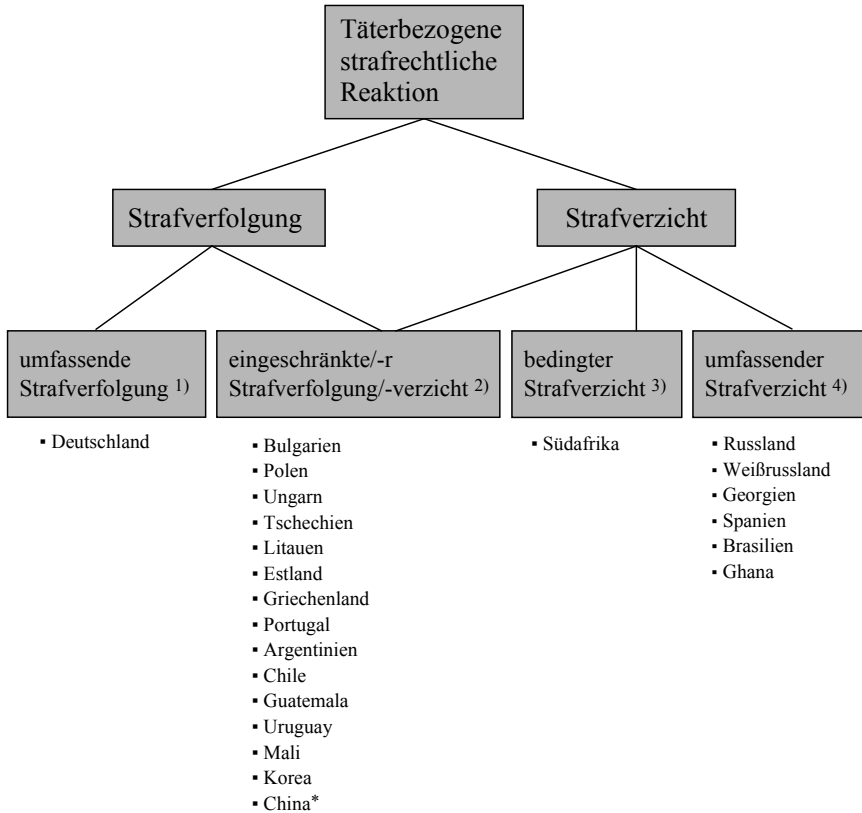 Täterbezogene
strafrechtliche
Reaktion
Strafverfolgung
Strafverzicht
umfassende
Strafverfolgung 1)
eingeschränkte/-r
Strafverfolgung/-verzicht 2)
bedingter
Strafverzicht 3)
umfassender
Strafverzicht 4)
▪ Deutschland
▪ Bulgarien
▪ Polen
▪ Ungarn
▪ Tschechien
▪ Litauen
▪ Estland
▪ Griechenland
▪ Portugal
▪ Argentinien
▪ Chile
▪ Guatemala
▪ Uruguay
▪ Mali
▪ Korea
▪ China*
▪ Südafrika
▪ Russland
▪ Weißrussland
▪ Georgien
▪ Spanien
▪ Brasilien
▪ Ghana